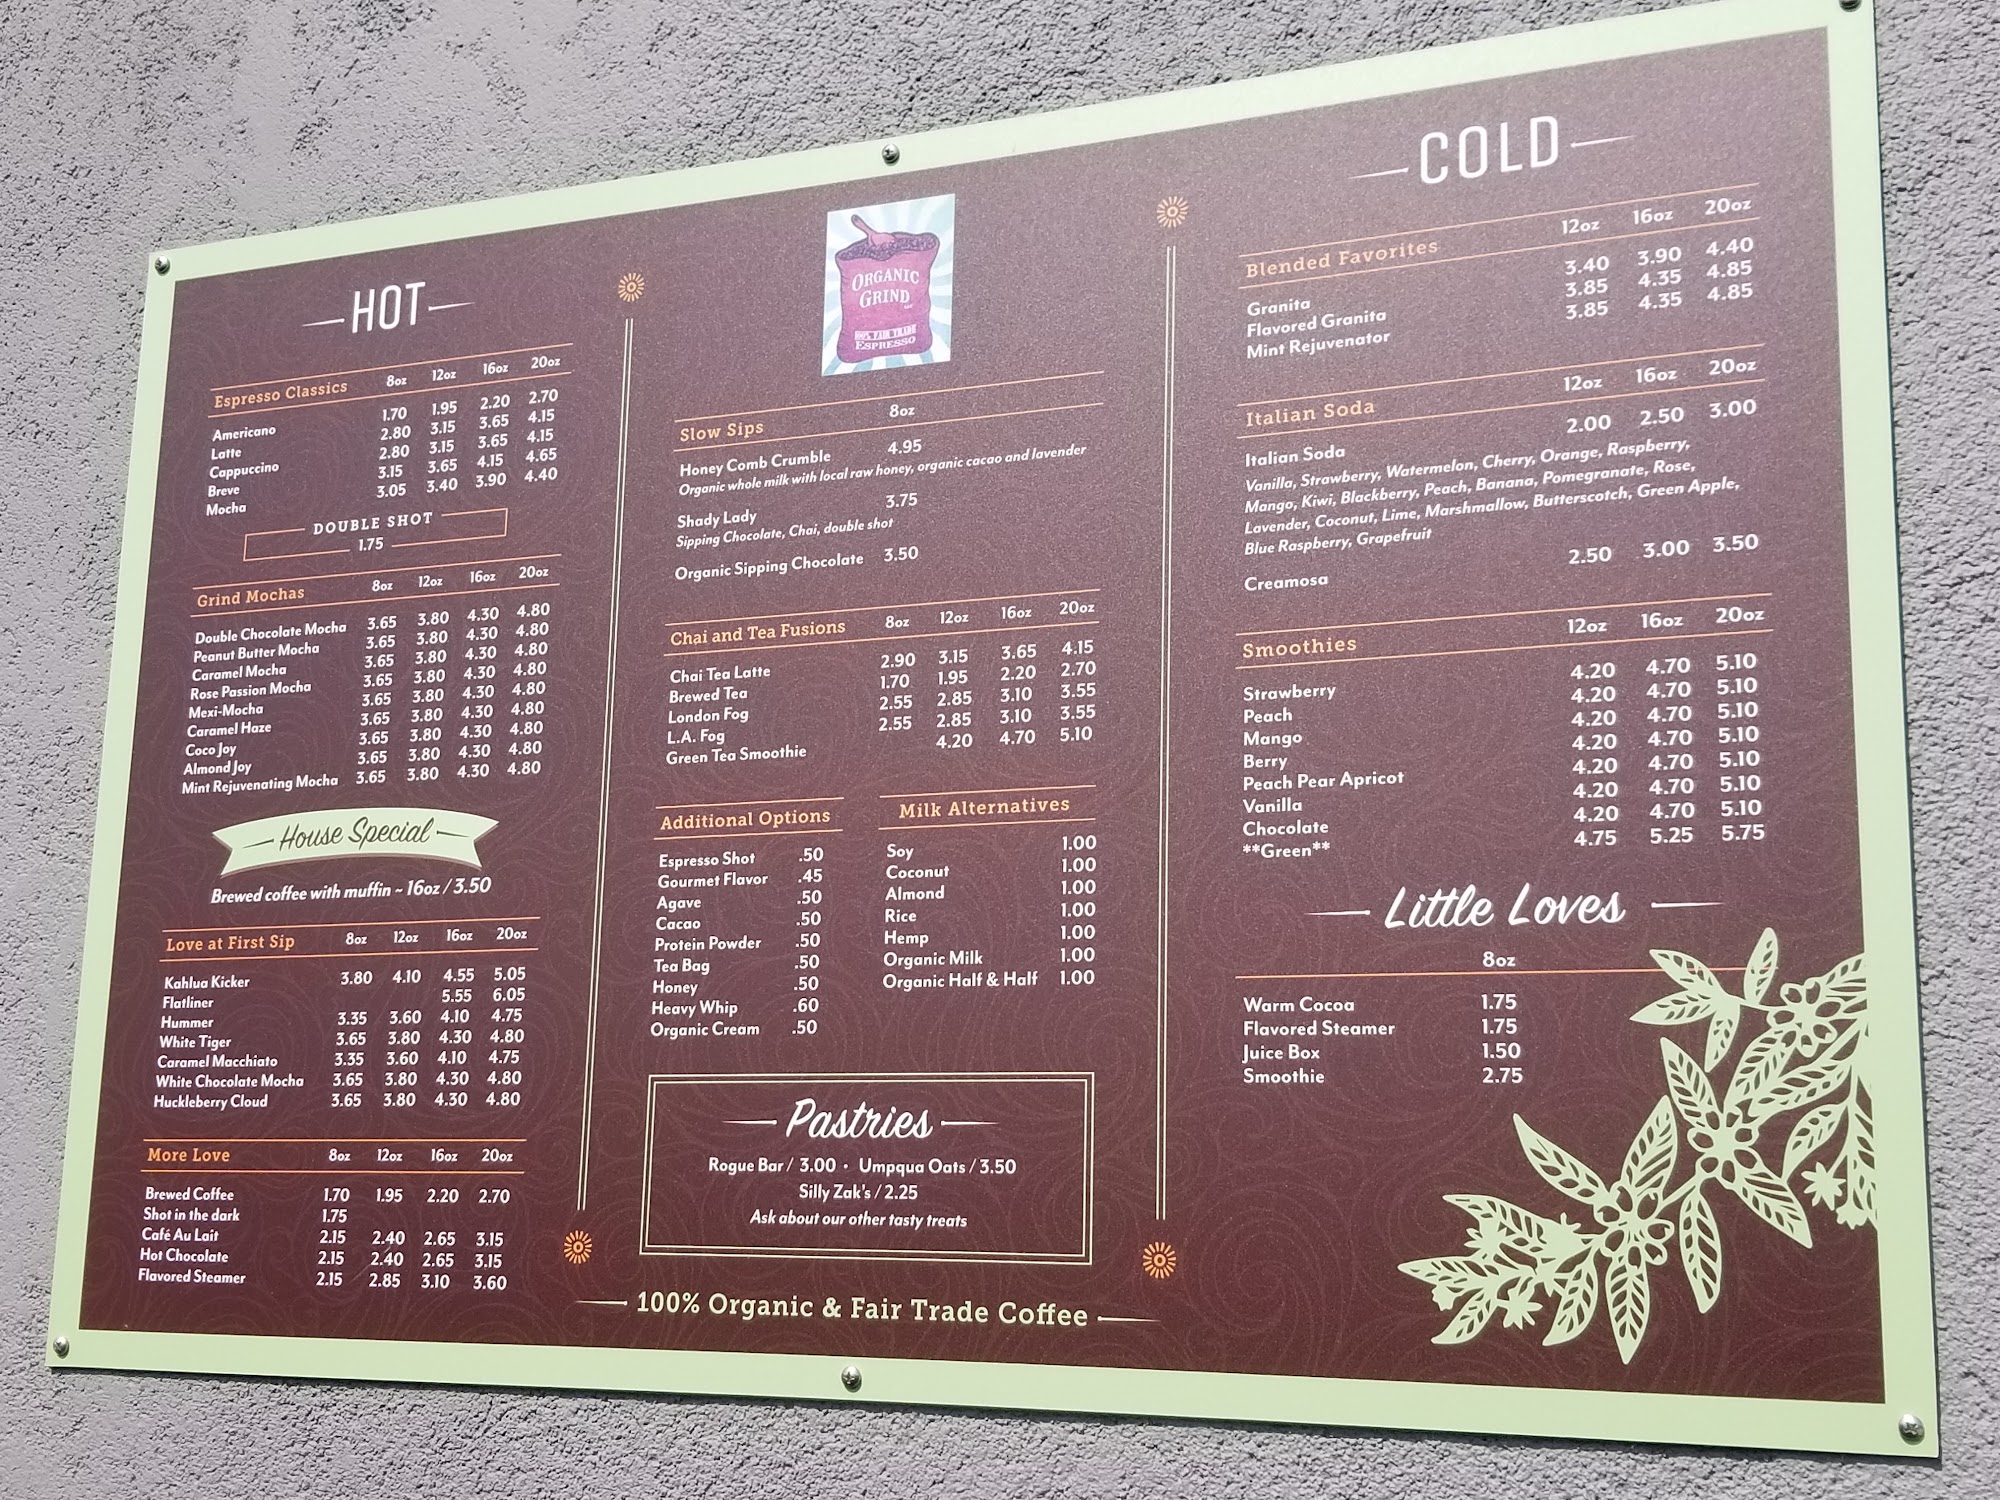 HOT
Espresso Classics 8oz 12oz 16oz 20oz
Americano 1.70 1.95 2.20 2.70
Latte 2.80 3.15 3.65 4.15
Cappuccino 2.80 3.15 3.65 4.15
Breve 3.15 3.65 4.15 4.65
Mocha 3.05 3.40 3.90 4.40
DOUBLE SHOT
1.75
Grind Mochas 8oz 12oz 16oz 20oz
Double Chocolate Mocha 3.65 3.80 4.30 4.80
Peanut Butter Mocha 3.65 3.80 4.30 4.80
Caramel Mocha 3.65 3.80 4.30 4.80
Rose Passion Mocha 3.65 3.80 4.30 4.80
Mexi-Mocha 3.65 3.80 4.30 4.80
Caramel Haze 3.65 3.80 4.30 4.80
Coco Joy 3.65 3.80 4.30 4.80
Almond Joy 3.65 3.80 4.30 4.80
Mint Rejuvenating Mocha 3.65 3.80 4.30 4.80
House Special
Brewed coffee with muffin ~ 16oz / 3.50
Love at First Sip 8oz 12oz 16oz 20oz
Kahlua Kicker 3.80 4.10 4.55 5.05
Flatliner 5.55 6.05
Hummer 3.35 3.60 4.10 4.75
White Tiger 3.65 3.80 4.30 4.80
Caramel Macchiato 3.35 3.60 4.10 4.75
White Chocolate Mocha 3.65 3.80 4.30 4.80
Huckleberry Cloud 3.65 3.80 4.30 4.80
More Love 8oz 12oz 16oz 20oz
Brewed Coffee 1.70 1.95 2.20 2.70
Shot in the dark 1.75
Café Au Lait 2.15 2.40 2.65 3.15
Hot Chocolate 2.15 2.40 2.65 3.15
Flavored Steamer 2.15 2.85 3.10 3.60
ORGANIC
GRIND
100% FAIR TRADE
ESPRESSO
Slow Sips 8oz
Honey Comb Crumble 4.95
Organic whole milk with local raw honey, organic cacao and lavender
Shady Lady 3.75
Sipping Chocolate, Chai, double shot
Organic Sipping Chocolate 3.50
Chai and Tea Fusions 8oz 12oz 16oz 20oz
Chai Tea Latte 2.90 3.15 3.65 4.15
Brewed Tea 1.70 1.95 2.20 2.70
London Fog 2.55 2.85 3.10 3.55
L.A. Fog 2.55 2.85 3.10 3.55
Green Tea Smoothie 4.20 4.70 5.10
Additional Options
Espresso Shot .50
Gourmet Flavor .45
Agave .50
Cacao .50
Protein Powder .50
Tea Bag .50
Honey .50
Heavy Whip .60
Organic Cream .50
Milk Alternatives
Soy 1.00
Coconut 1.00
Almond 1.00
Rice 1.00
Hemp 1.00
Organic Milk 1.00
Organic Half & Half 1.00
Pastries
Rogue Bar / 3.00 • Umpqua Oats / 3.50
Silly Zak's / 2.25
Ask about our other tasty treats
100% Organic & Fair Trade Coffee
COLD
Blended Favorites 12oz 16oz 20oz
Granita 3.40 3.90 4.40
Flavored Granita 3.85 4.35 4.85
Mint Rejuvenator 3.85 4.35 4.85
Italian Soda 12oz 16oz 20oz
Italian Soda 2.00 2.50 3.00
Vanilla, Strawberry, Watermelon, Cherry, Orange, Raspberry,
Mango, Kiwi, Blackberry, Peach, Banana, Pomegranate, Rose,
Lavender, Coconut, Lime, Marshmallow, Butterscotch, Green Apple,
Blue Raspberry, Grapefruit
Creamosa 2.50 3.00 3.50
Smoothies 12oz 16oz 20oz
Strawberry 4.20 4.70 5.10
Peach 4.20 4.70 5.10
Mango 4.20 4.70 5.10
Berry 4.20 4.70 5.10
Peach Pear Apricot 4.20 4.70 5.10
Vanilla 4.20 4.70 5.10
Chocolate 4.20 4.70 5.10
**Green** 4.75 5.25 5.75
Little Loves
8oz
Warm Cocoa 1.75
Flavored Steamer 1.75
Juice Box 1.50
Smoothie 2.75